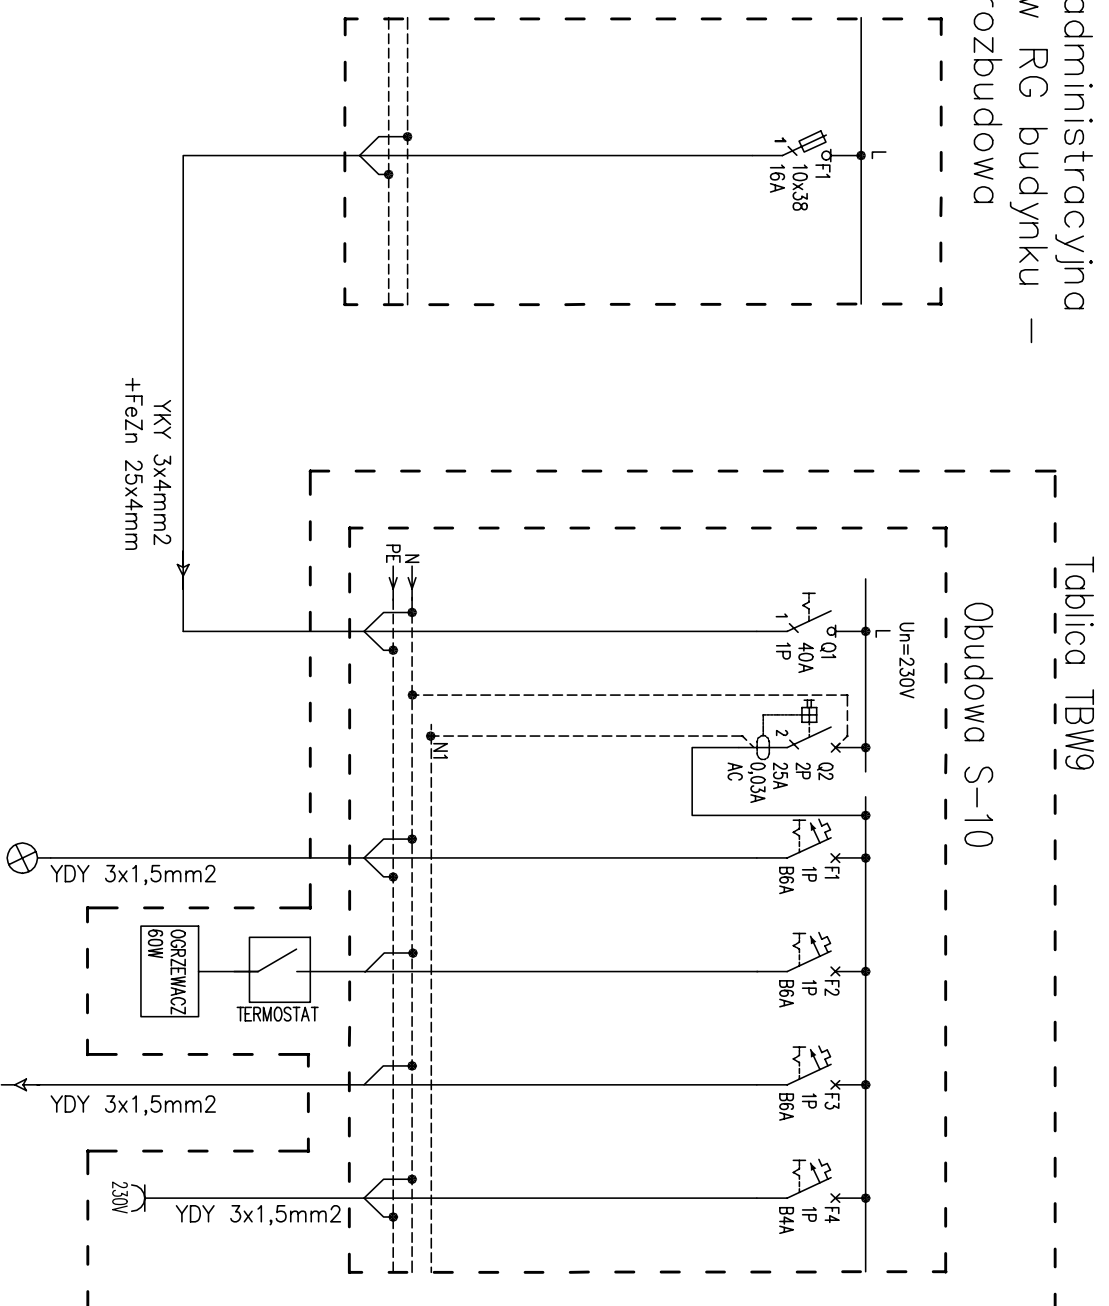 administracyjna
w RG budynku –
rozbudowa
L
F1
10x38
16A
1
YKY 3x4mm2
+FeZn 25x4mm
Tablica TBW9
Obudowa S-10
Un=230V
L
Q1
40A
1P
1
N
PE
Q2
2P
25A
0,03A
AC
2
N1
F1
1P
B6A
YDY 3x1,5mm2
F2
1P
B6A
TERMOSTAT
OGRZEWACZ
60W
F3
1P
B6A
YDY 3x1,5mm2
F4
1P
B4A
YDY 3x1,5mm2
230V